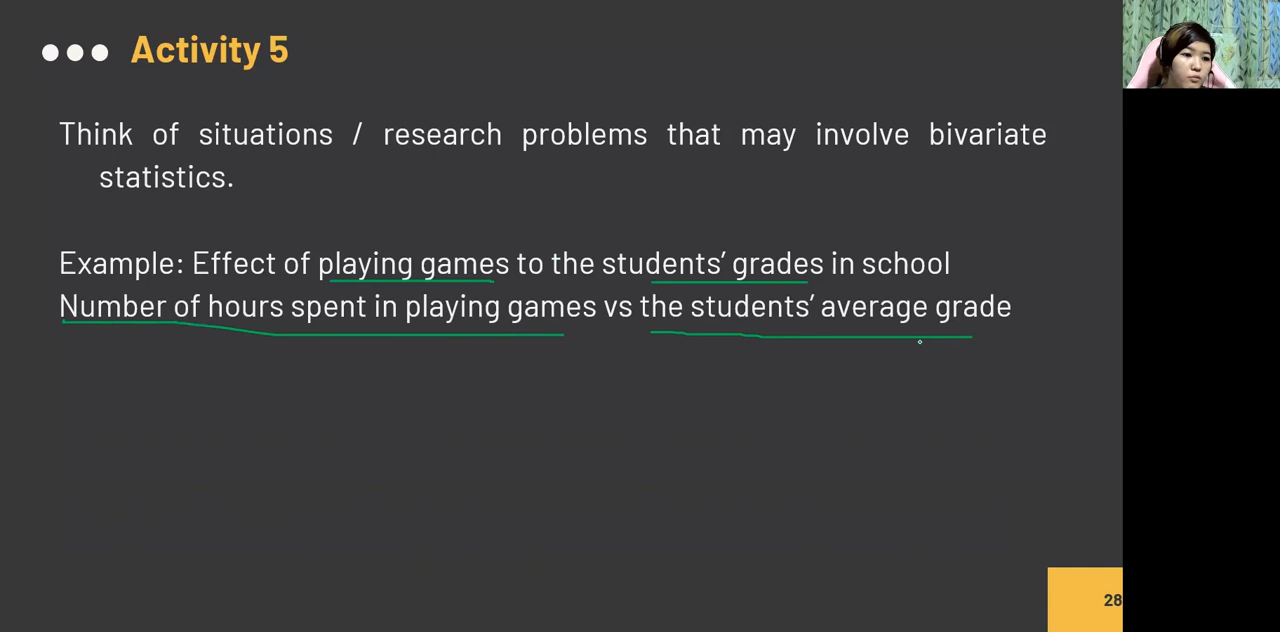 Activity 5
Think of situations / research problems that may involve bivariate
statistics.
Example: Effect of playing games to the students’ grades in school
Number of hours spent in playing games vs the students’ average grade
28